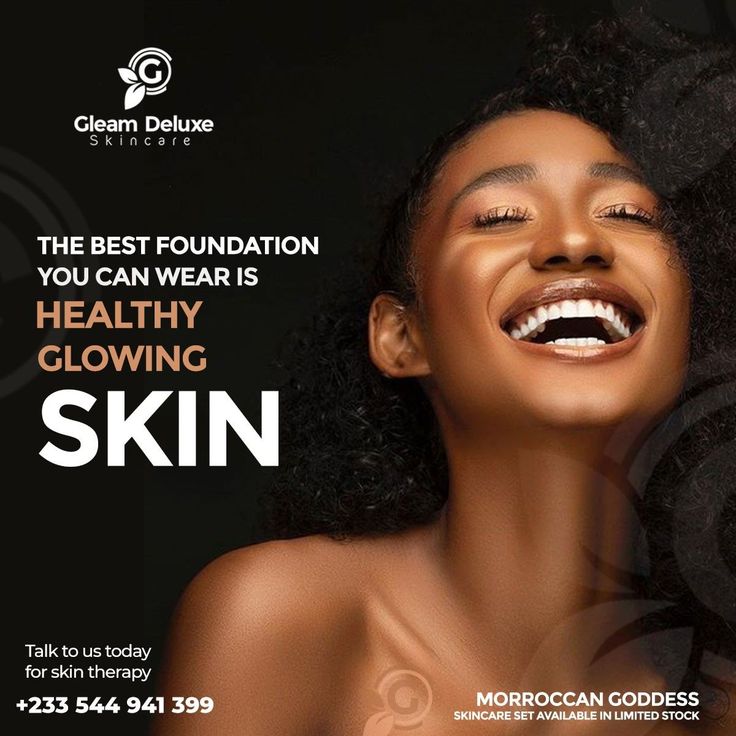 G
Gleam Deluxe
Skincare
THE BEST FOUNDATION
YOU CAN WEAR IS
HEALTHY
GLOWING
SKIN
Talk to us today
for skin therapy
+233 544 941 399
G
MORROCCAN GODDESS
SKINCARE SET AVAILABLE IN LIMITED STOCK